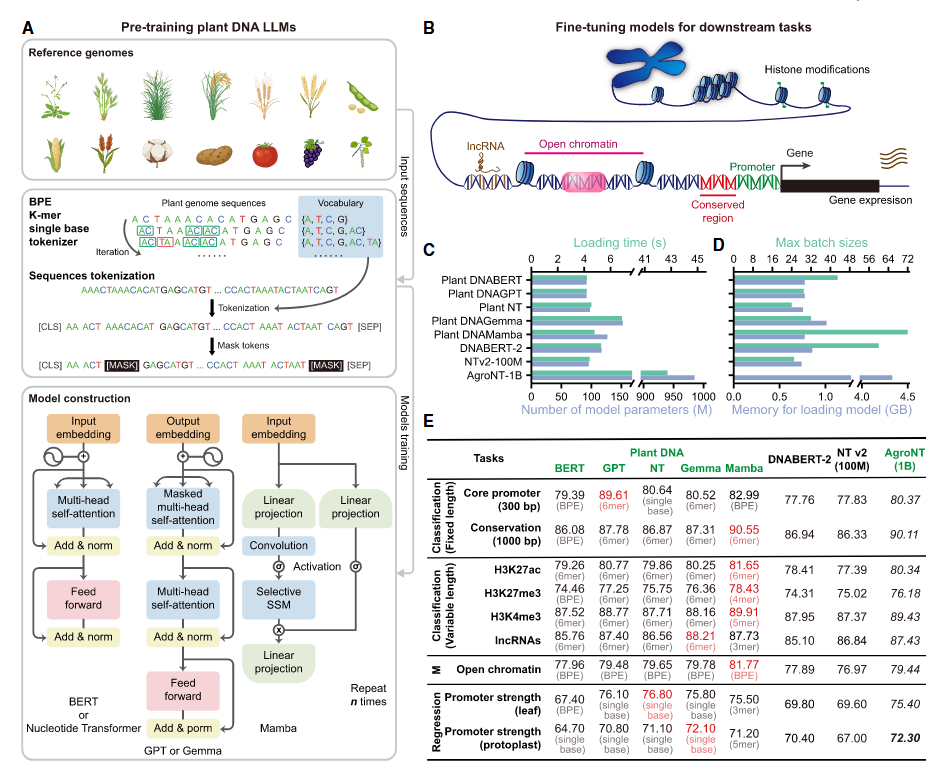 A
Pre-training plant DNA LLMs
Reference genomes
Input sequences
BPE
K-mer
single base
tokenizer
Plant genome sequences
Vocabulary
A C T A A A C A C A T G A G C
{A, T, C, G}
AC T A A AC AC A T G A G C
{A, T, C, G, AC}
AC TA A AC AC A T G A G C
{A, T, C, G, AC, TA}
Iteration
......
......
Sequences tokenization
AAACTAAACACATGAGCATGT ... CCACTAAATACTAATCAGT
Tokenization
[CLS] AA ACT AAACACAT GAGCATGT ... CCACT AAAT ACTAAT CAGT [SEP]
Mask tokens
[CLS] AA ACT [MASK] GAGCATGT ... CCACT AAAT ACTAAT [MASK] [SEP]
Models training
Model construction
Input
embedding
Output
embedding
Input
embedding
Multi-head
self-attention
Masked
multi-head
self-attention
Linear
projection
Linear
projection
Add & norm
Add & norm
Convolution
Activation
Feed
forward
Multi-head
self-attention
Selective
SSM
Add & norm
Add & norm
Linear
projection
Feed
forward
Add & porm
BERT
or
Nucleotide Transformer
GPT or Gemma
Mamba
Repeat
n times
B
Fine-tuning models for downstream tasks
Histone modifications
lncRNA
Open chromatin
Promoter
Gene
Conserved
region
Gene expresison
C
Loading time (s)
0 2 4 6 41 43 45
Plant DNABERT
Plant DNAGPT
Plant NT
Plant DNAGemma
Plant DNAMamba
DNABERT-2
NTv2-100M
AgroNT-1B
0 50 100 150 900 950 1000
Number of model parameters (M)
D
Max batch sizes
0 8 16 24 32 40 48 56 64 72
0.0 0.5 1.0 4.0 4.5
Memory for loading model (GB)
E
Tasks
Plant DNA
BERT GPT NT Gemma Mamba
DNABERT-2
NT v2
(100M)
AgroNT
(1B)
Classification
(Fixed length)
Core promoter
(300 bp)
79.39 89.61 80.64 80.52 82.99 77.76 77.83 80.37
(BPE) (6mer) (single base) (6mer) (BPE)
Conservation
(1000 bp)
86.08 87.78 86.87 87.31 90.55 86.94 86.33 90.11
(BPE) (6mer) (6mer) (6mer) (5mer)
Classification
(Variable length)
H3K27ac
79.26 80.77 79.86 80.25 81.65 78.41 77.39 80.34
(6mer) (6mer) (6mer) (6mer) (6mer)
H3K27me3
74.46 77.25 75.75 76.36 78.43 74.31 75.02 76.18
(BPE) (6mer) (6mer) (6mer) (4mer)
H3K4me3
87.52 88.77 87.71 88.16 89.91 87.95 87.37 89.43
(6mer) (6mer) (6mer) (6mer) (5mer)
lncRNAs
85.76 87.40 86.56 88.21 87.73 85.10 86.84 87.43
(6mer) (6mer) (6mer) (6mer) (3mer)
M
Open chromatin
77.96 79.48 79.65 79.78 81.77 77.89 76.97 79.44
(BPE) (BPE) (BPE) (BPE) (BPE)
Regression
Promoter strength
(leaf)
67.40 76.10 76.80 75.80 75.50 69.80 69.60 75.40
(BPE) (single base) (single base) (single base) (3mer)
Promoter strength
(protoplast)
64.70 70.80 71.10 72.10 71.20 70.40 67.00 72.30
(single base) (single base) (single base) (single base) (5mer)